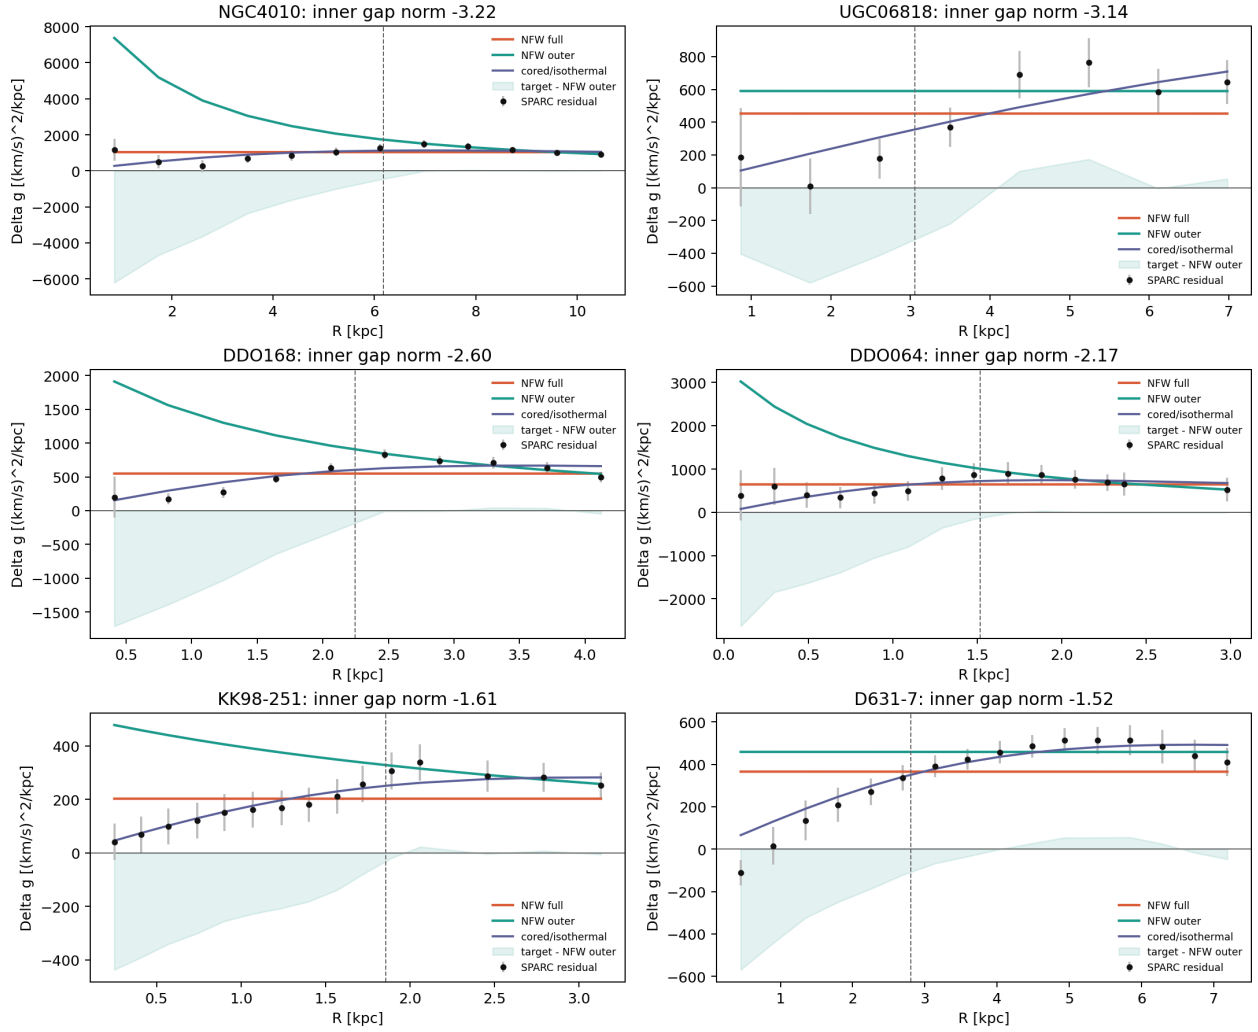 NGC4010: inner gap norm -3.22
8000
6000
4000
2000
0
−2000
−4000
−6000
Delta g [(km/s)^2/kpc]
NFW full
NFW outer
cored/isothermal
target - NFW outer
SPARC residual
2 4 6 8 10
R [kpc]
UGC06818: inner gap norm -3.14
800
600
400
200
0
−200
−400
−600
Delta g [(km/s)^2/kpc]
NFW full
NFW outer
cored/isothermal
target - NFW outer
SPARC residual
1 2 3 4 5 6 7
R [kpc]
DDO168: inner gap norm -2.60
2000
1500
1000
500
0
−500
−1000
−1500
Delta g [(km/s)^2/kpc]
NFW full
NFW outer
cored/isothermal
target - NFW outer
SPARC residual
0.5 1.0 1.5 2.0 2.5 3.0 3.5 4.0
R [kpc]
DDO064: inner gap norm -2.17
3000
2000
1000
0
−1000
−2000
Delta g [(km/s)^2/kpc]
NFW full
NFW outer
cored/isothermal
target - NFW outer
SPARC residual
0.0 0.5 1.0 1.5 2.0 2.5 3.0
R [kpc]
KK98-251: inner gap norm -1.61
400
200
0
−200
−400
Delta g [(km/s)^2/kpc]
NFW full
NFW outer
cored/isothermal
target - NFW outer
SPARC residual
0.5 1.0 1.5 2.0 2.5 3.0
R [kpc]
D631-7: inner gap norm -1.52
600
400
200
0
−200
−400
−600
Delta g [(km/s)^2/kpc]
NFW full
NFW outer
cored/isothermal
target - NFW outer
SPARC residual
1 2 3 4 5 6 7
R [kpc]